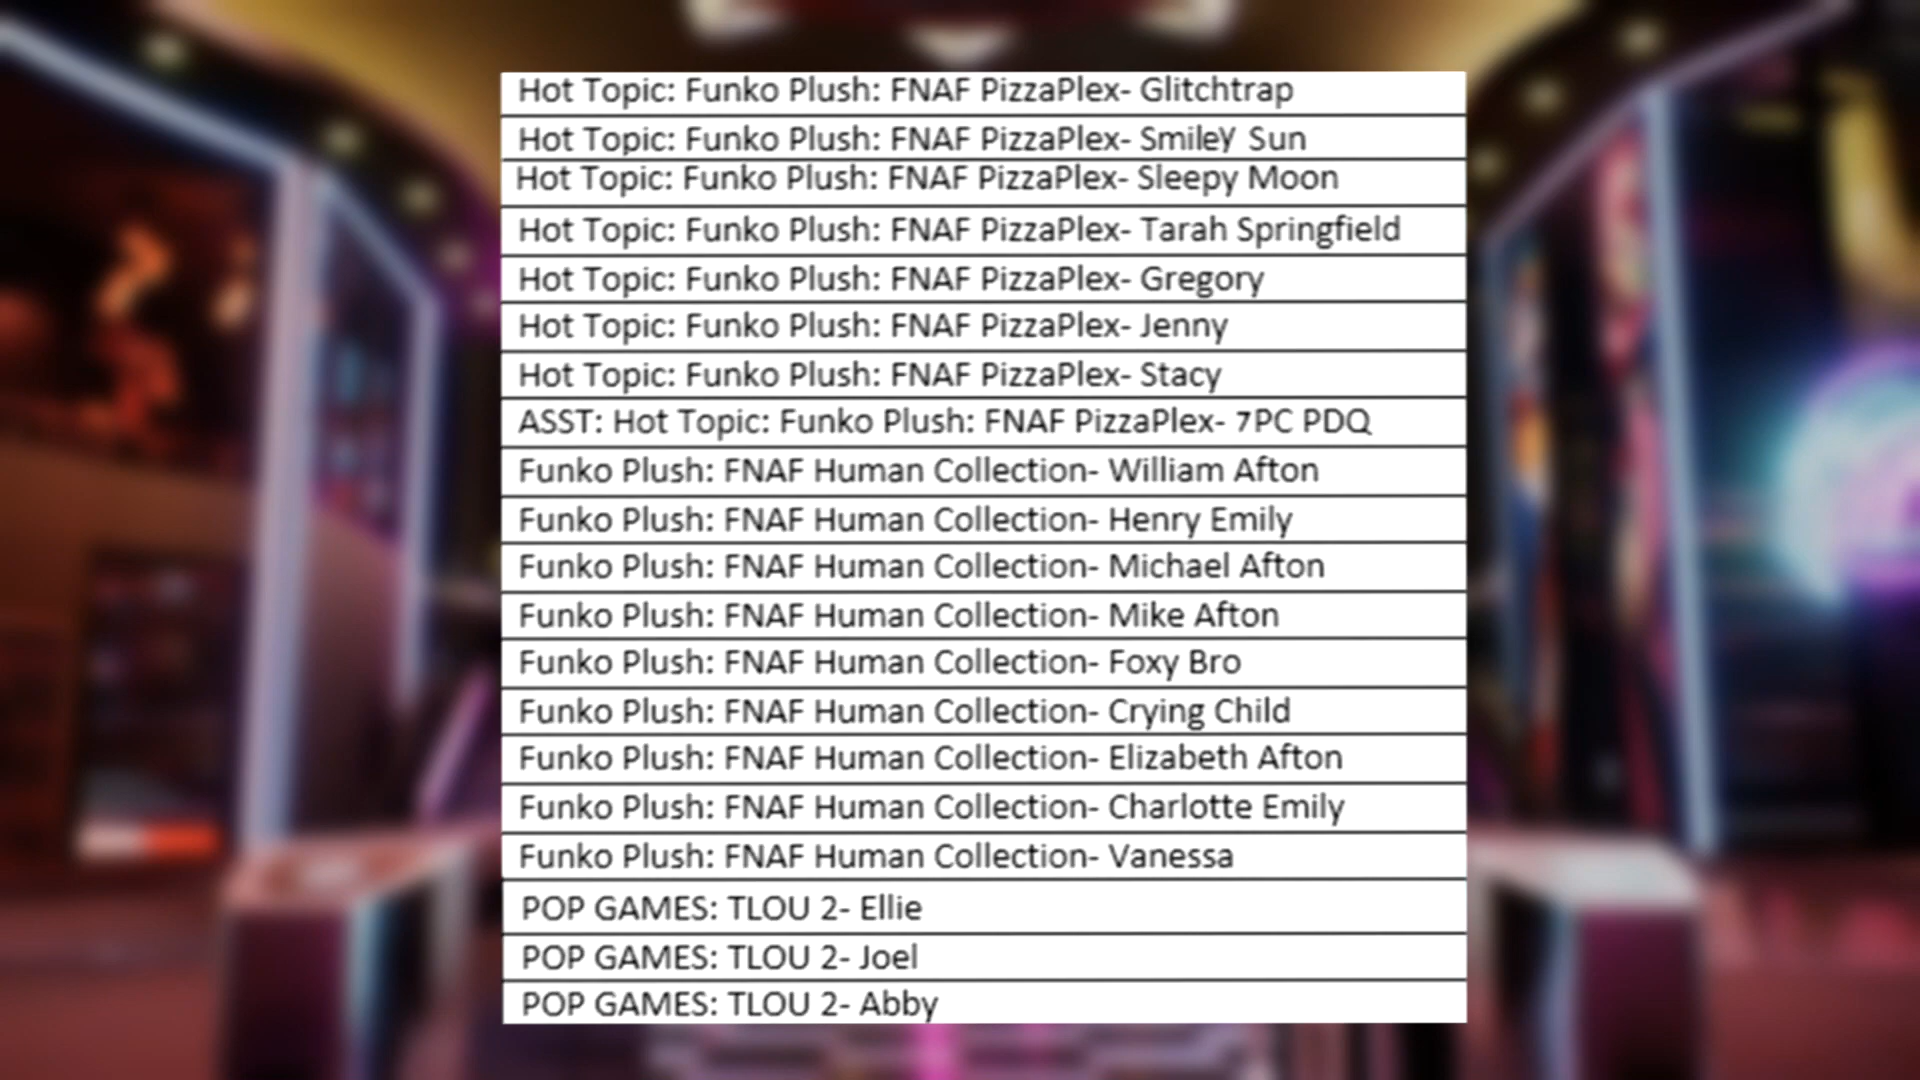 Hot Topic: Funko Plush: FNAF PizzaPlex- Glitchtrap
Hot Topic: Funko Plush: FNAF PizzaPlex- SmileY Sun
Hot Topic: Funko Plush: FNAF PizzaPlex- Sleepy Moon
Hot Topic: Funko Plush: FNAF PizzaPlex- Tarah Springfield
Hot Topic: Funko Plush: FNAF PizzaPlex- Gregory
Hot Topic: Funko Plush: FNAF PizzaPlex- Jenny
Hot Topic: Funko Plush: FNAF PizzaPlex- Stacy
ASST: Hot Topic: Funko Plush: FNAF PizzaPlex- 7PC PDQ
Funko Plush: FNAF Human Collection- William Afton
Funko Plush: FNAF Human Collection- Henry Emily
Funko Plush: FNAF Human Collection- Michael Afton
Funko Plush: FNAF Human Collection- Mike Afton
Funko Plush: FNAF Human Collection- Foxy Bro
Funko Plush: FNAF Human Collection- Crying Child
Funko Plush: FNAF Human Collection- Elizabeth Afton
Funko Plush: FNAF Human Collection- Charlotte Emily
Funko Plush: FNAF Human Collection- Vanessa
POP GAMES: TLOU 2- Ellie
POP GAMES: TLOU 2- Joel
POP GAMES: TLOU 2- Abby